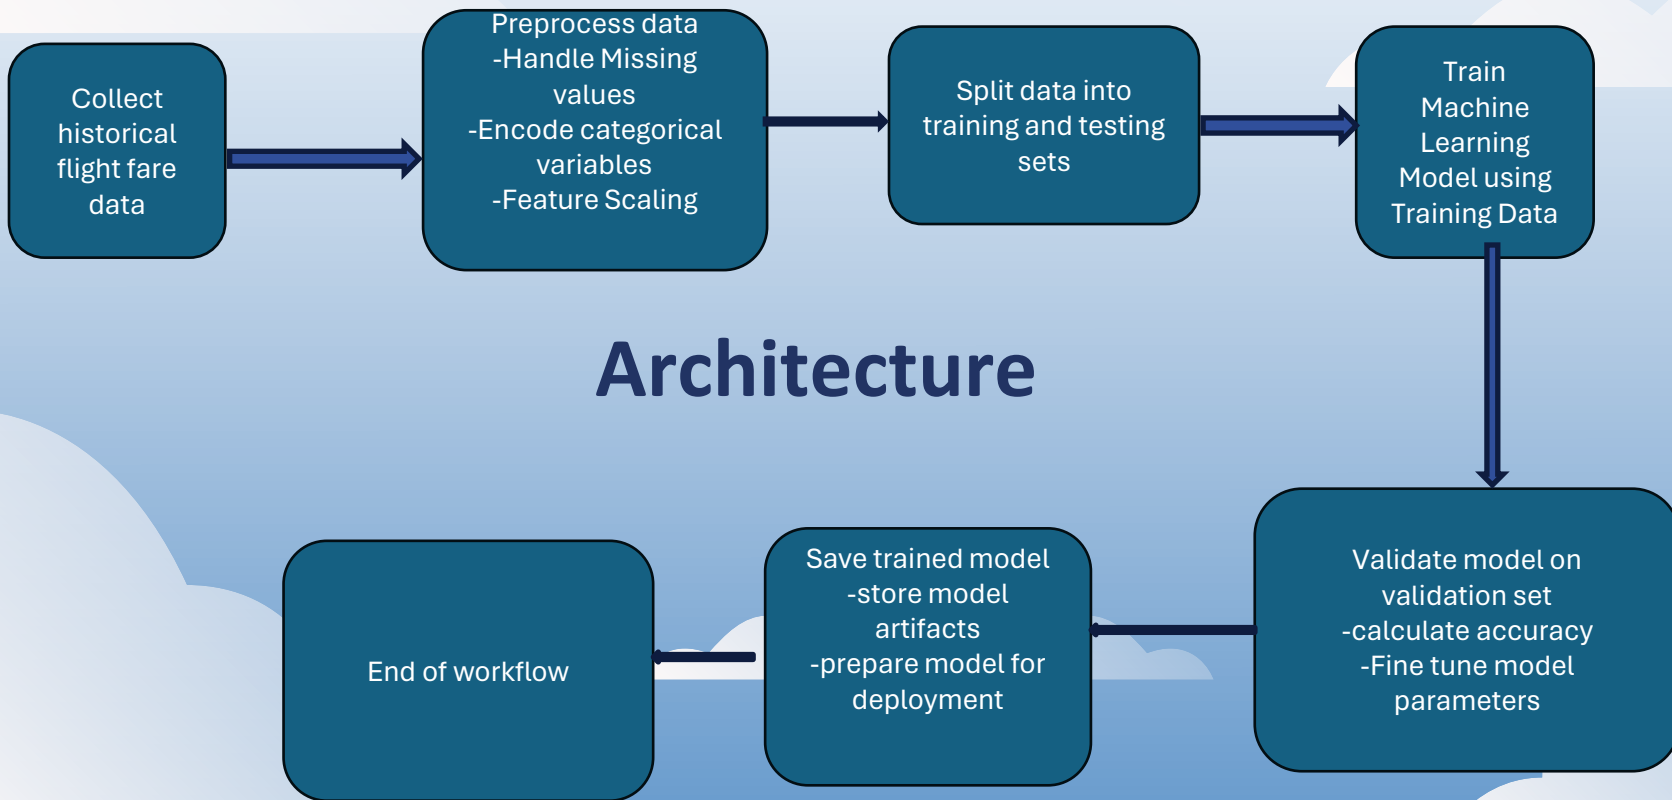 Collect
historical
flight fare
data
Preprocess data
-Handle Missing
values
-Encode categorical
variables
-Feature Scaling
Split data into
training and testing
sets
Train
Machine
Learning
Model using
Training Data
Architecture
Validate model on
validation set
-calculate accuracy
-Fine tune model
parameters
Save trained model
-store model
artifacts
-prepare model for
deployment
End of workflow